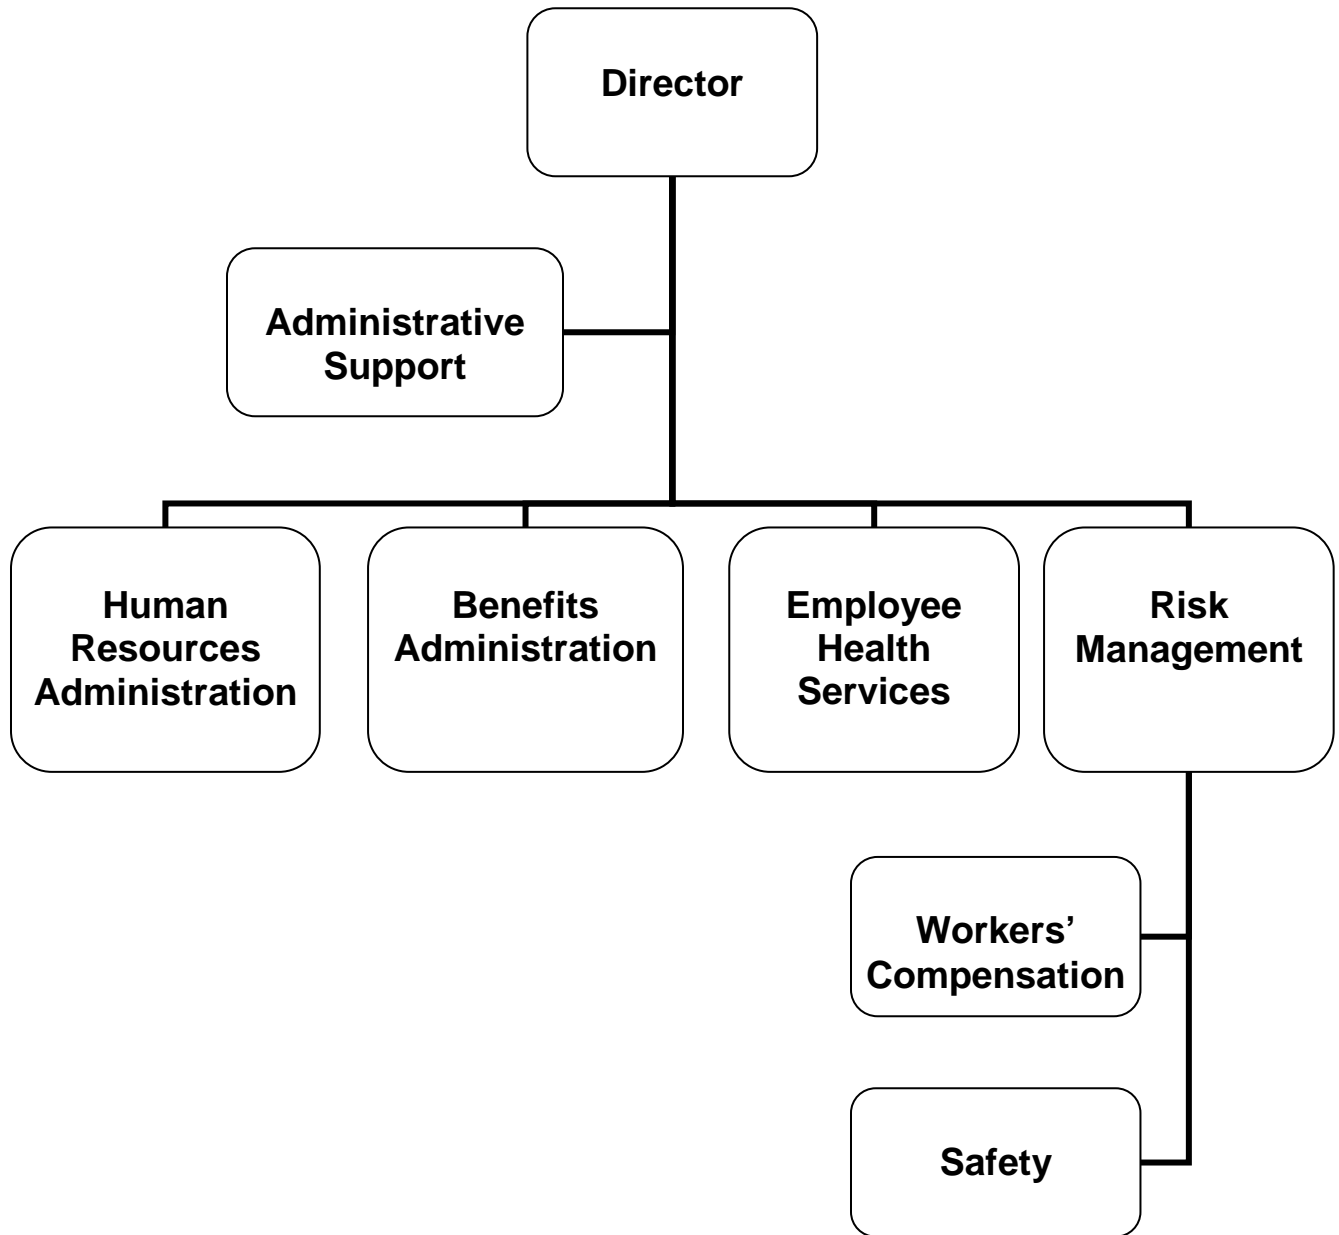 Director
Administrative
Support
Human
Resources
Administration
Benefits
Administration
Employee
Health
Services
Risk
Management
Workers’
Compensation
Safety